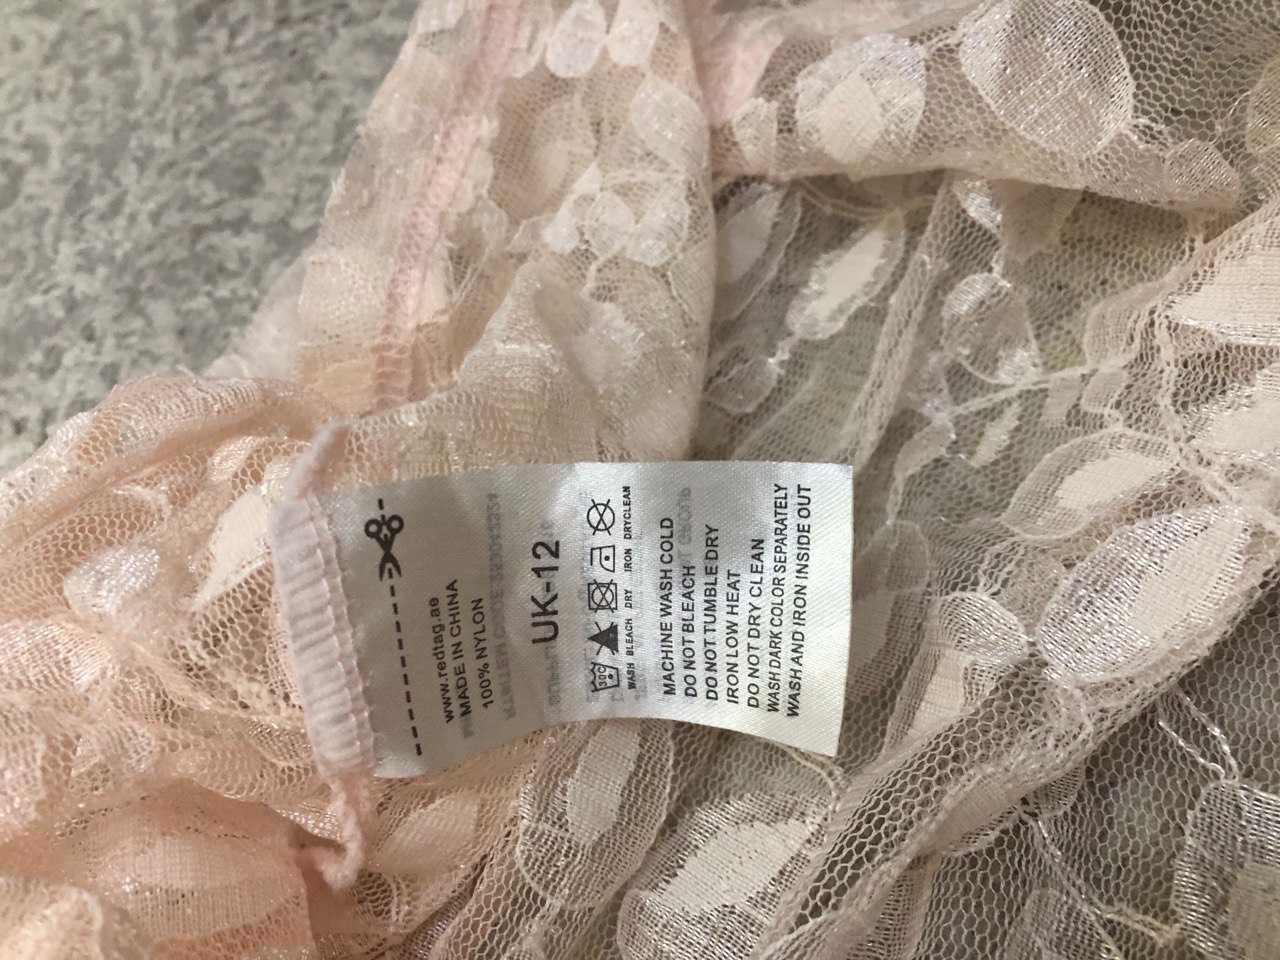 www.redtag.ae
MADE IN CHINA
100% NYLON
UK-12
30C
WASH BLEACH DRY IRON DRYCLEAN
MACHINE WASH COLD
DO NOT BLEACH
DO NOT TUMBLE DRY
IRON LOW HEAT
DO NOT DRY CLEAN
WASH DARK COLOR SEPARATELY
WASH AND IRON INSIDE OUT